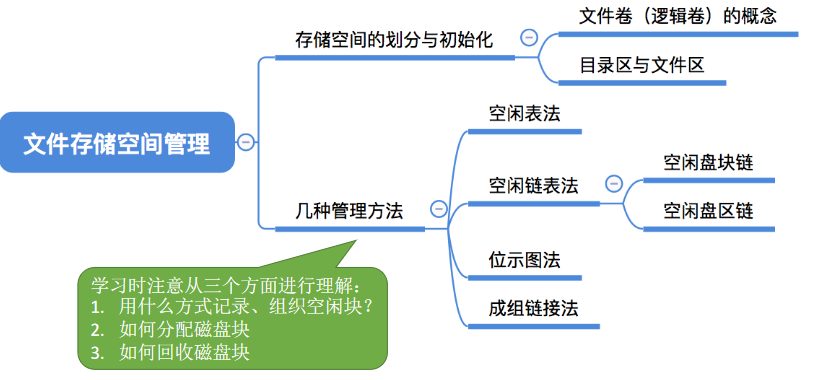 文件存储空间管理
存储空间的划分与初始化
文件卷（逻辑卷）的概念
目录区与文件区
几种管理方法
空闲表法
空闲链表法
空闲盘块链
空闲盘区链
位示图法
成组链接法
学习时注意从三个方面进行理解：
1. 用什么方式记录、组织空闲块？
2. 如何分配磁盘块
3. 如何回收磁盘块